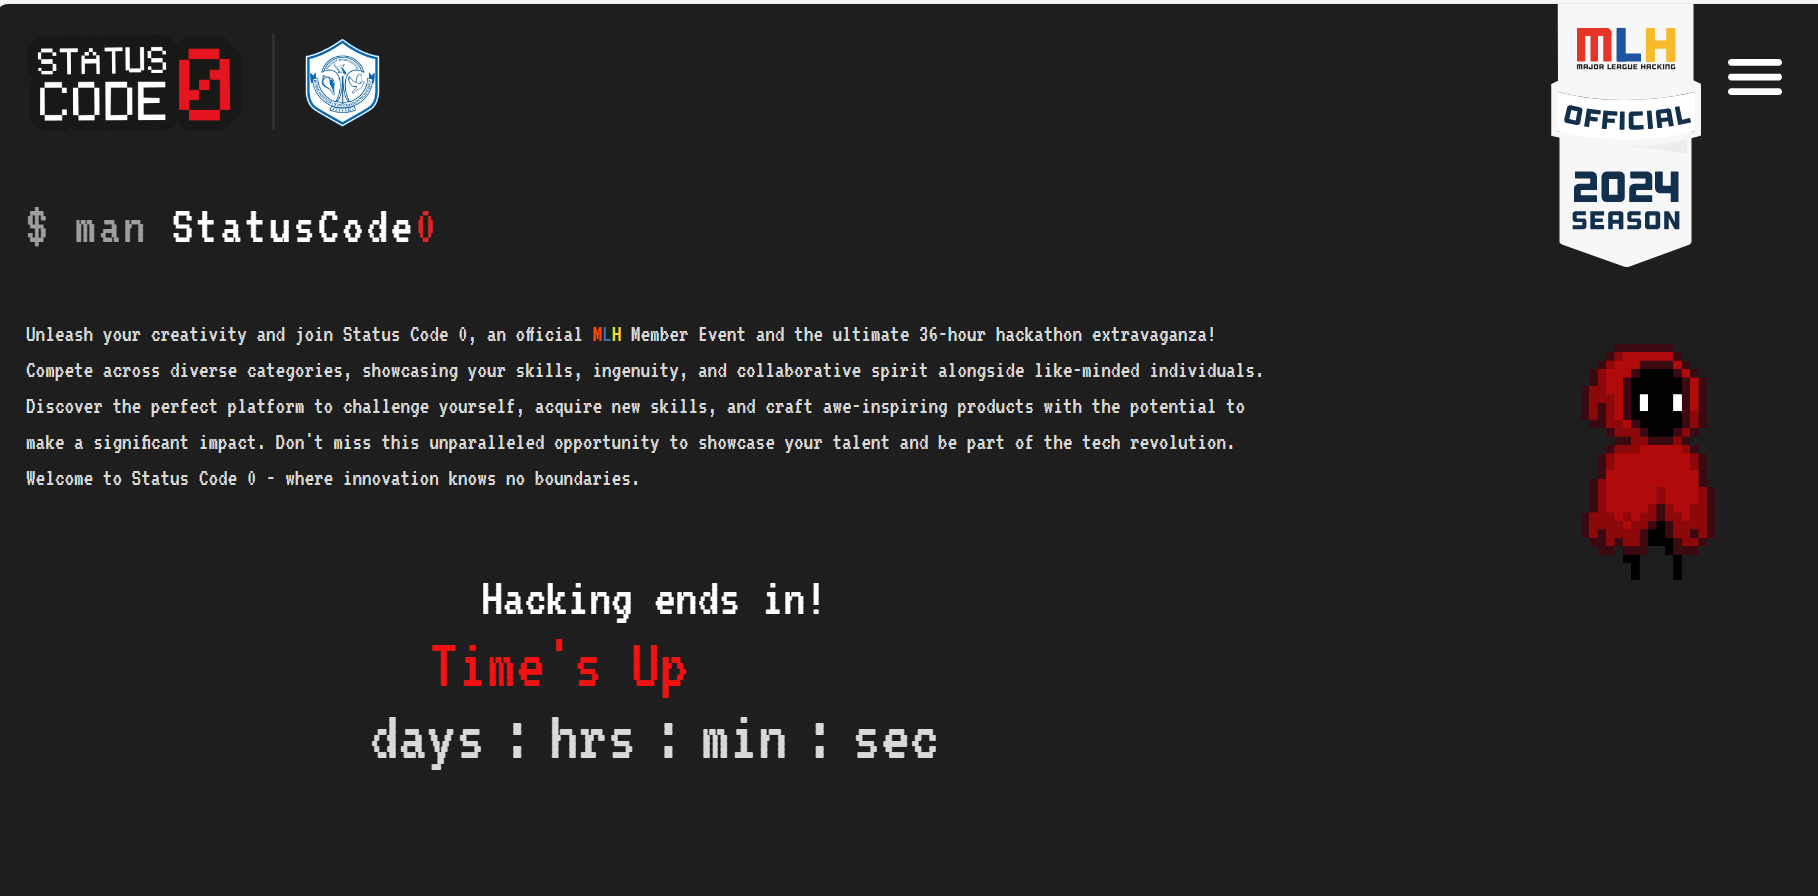 STATUS
CODE 0
MLH
MAJOR LEAGUE HACKING
OFFICIAL
2024
SEASON
$ man StatusCode0
Unleash your creativity and join Status Code 0, an official MLH Member Event and the ultimate 36-hour hackathon extravaganza!
Compete across diverse categories, showcasing your skills, ingenuity, and collaborative spirit alongside like-minded individuals.
Discover the perfect platform to challenge yourself, acquire new skills, and craft awe-inspiring products with the potential to
make a significant impact. Don't miss this unparalleled opportunity to showcase your talent and be part of the tech revolution.
Welcome to Status Code 0 - where innovation knows no boundaries.
Hacking ends in!
Time's Up
days : hrs : min : sec